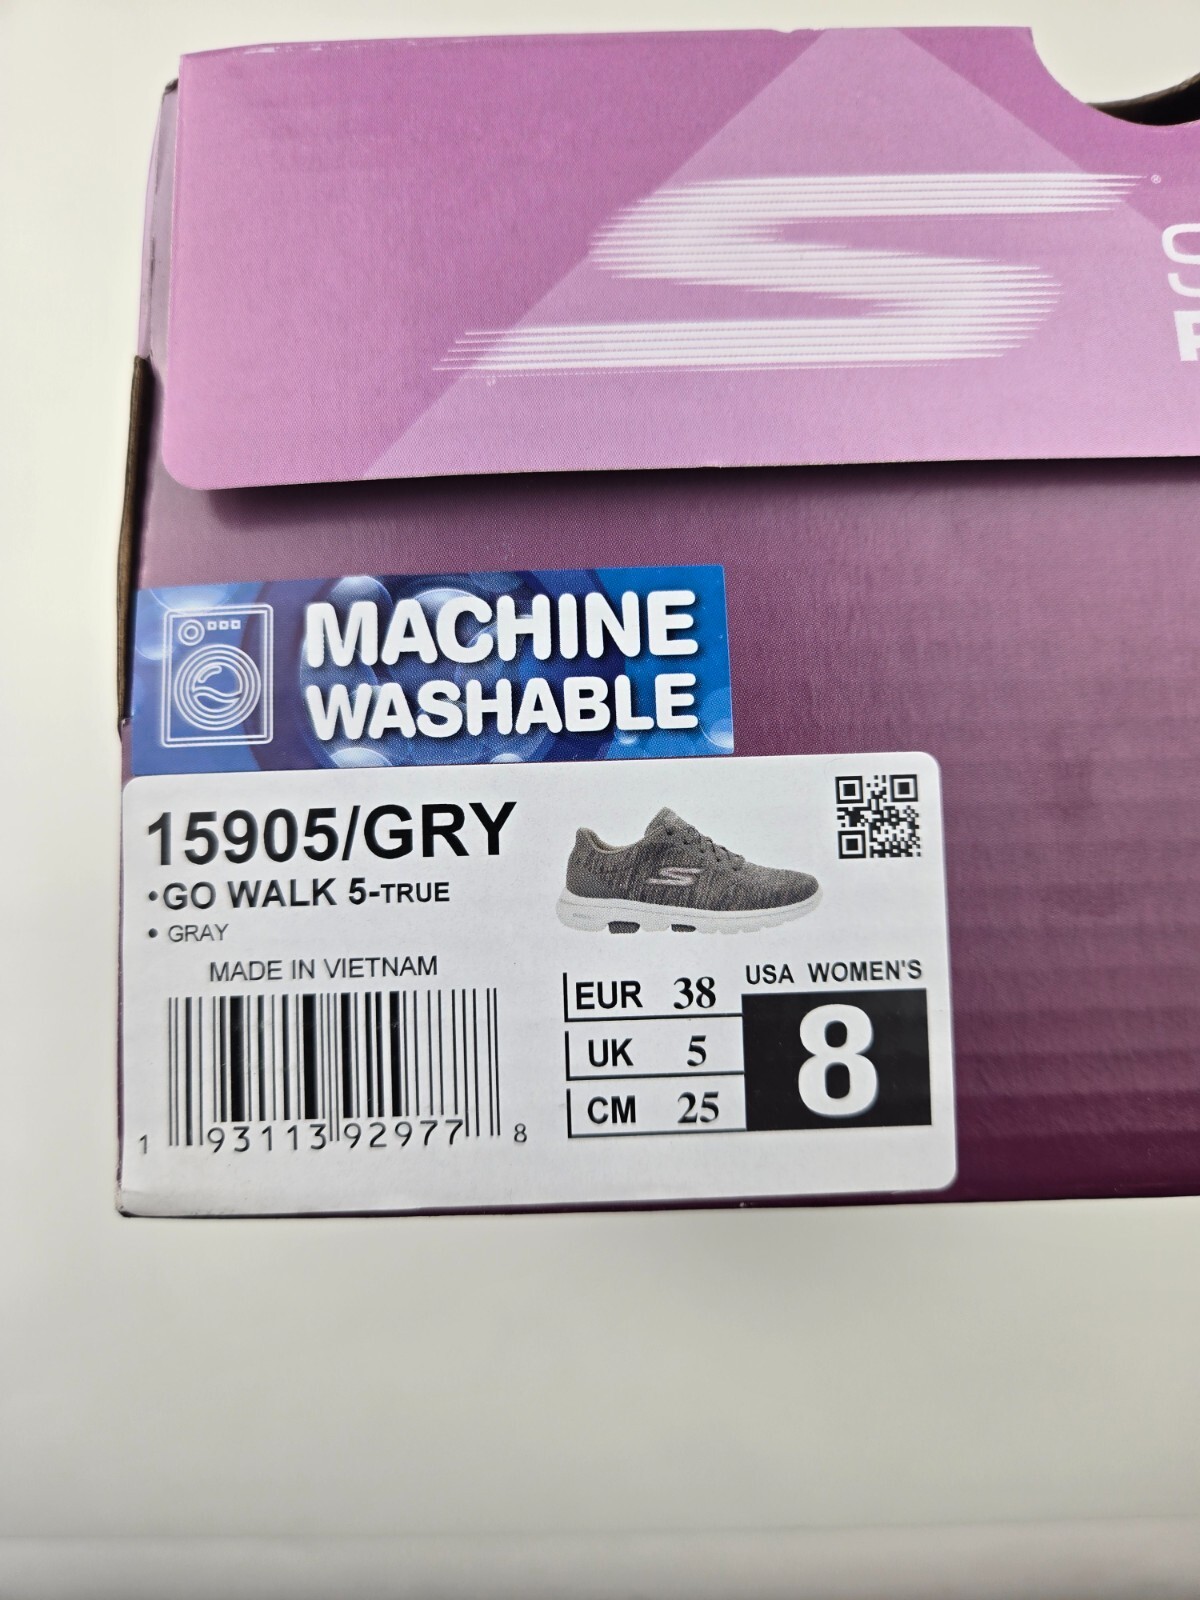 MACHINE
WASHABLE
15905/GRY
•GO WALK 5-TRUE
• GRAY
MADE IN VIETNAM
1 93113 92977 8
EUR 38
UK 5
CM 25
USA WOMEN'S
8